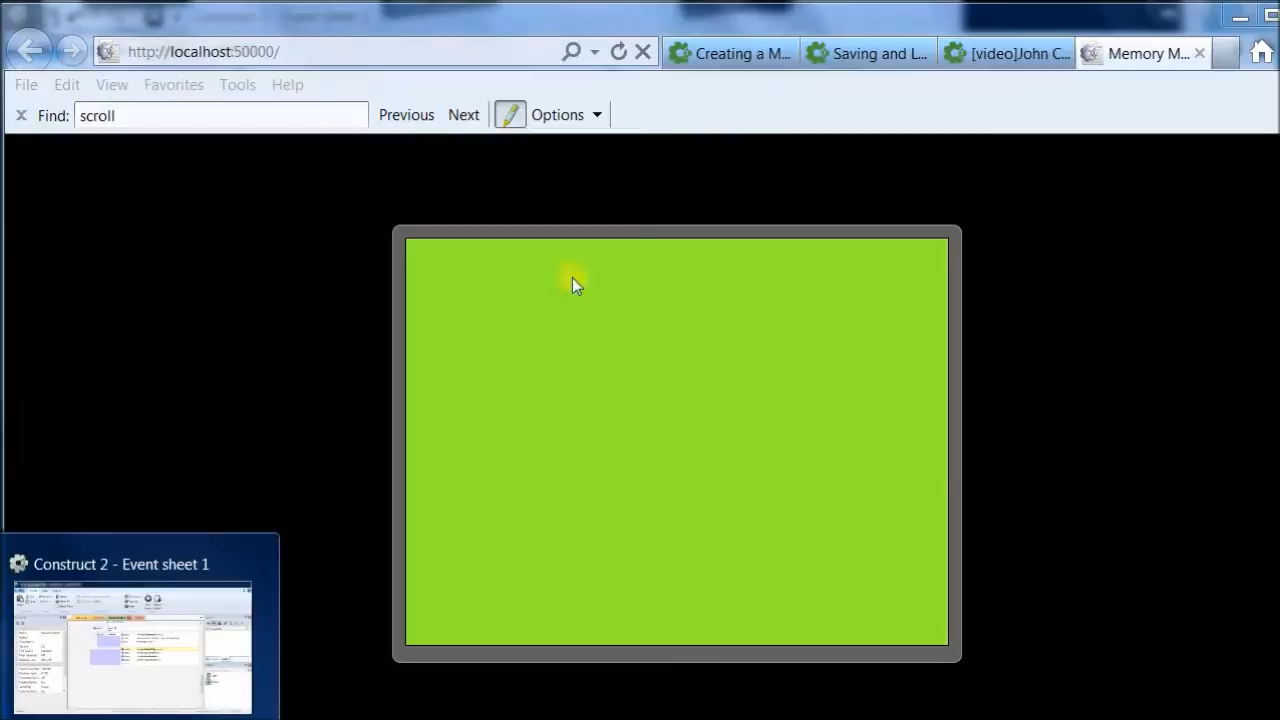 http://localhost:50000/
Creating a M...
Saving and L...
[video]John C...
Memory M...
File Edit View Favorites Tools Help
Find: scroll Previous Next Options
Construct 2 - Event sheet 1